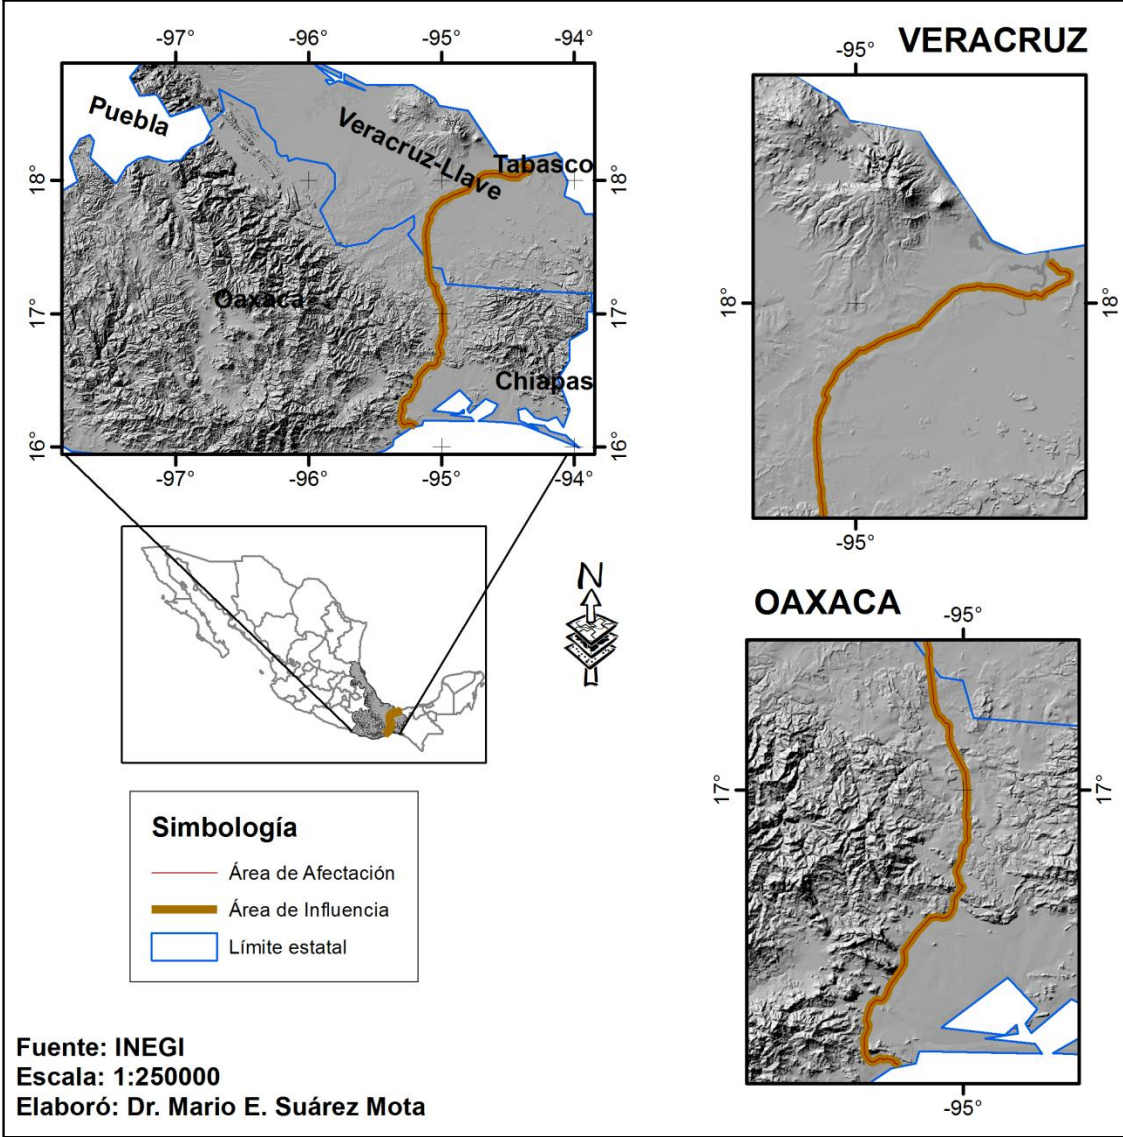 -97°
-96°
-95°
-94°
Puebla
Veracruz-Llave
Tabasco
Oaxaca
Chiapas
18°
17°
16°
18°
17°
16°
-97°
-96°
-95°
-94°
VERACRUZ
-95°
18°
18°
-95°
N
OAXACA
-95°
17°
17°
-95°
Simbología
Área de Afectación
Área de Influencia
Límite estatal
Fuente: INEGI
Escala: 1:250000
Elaboró: Dr. Mario E. Suárez Mota